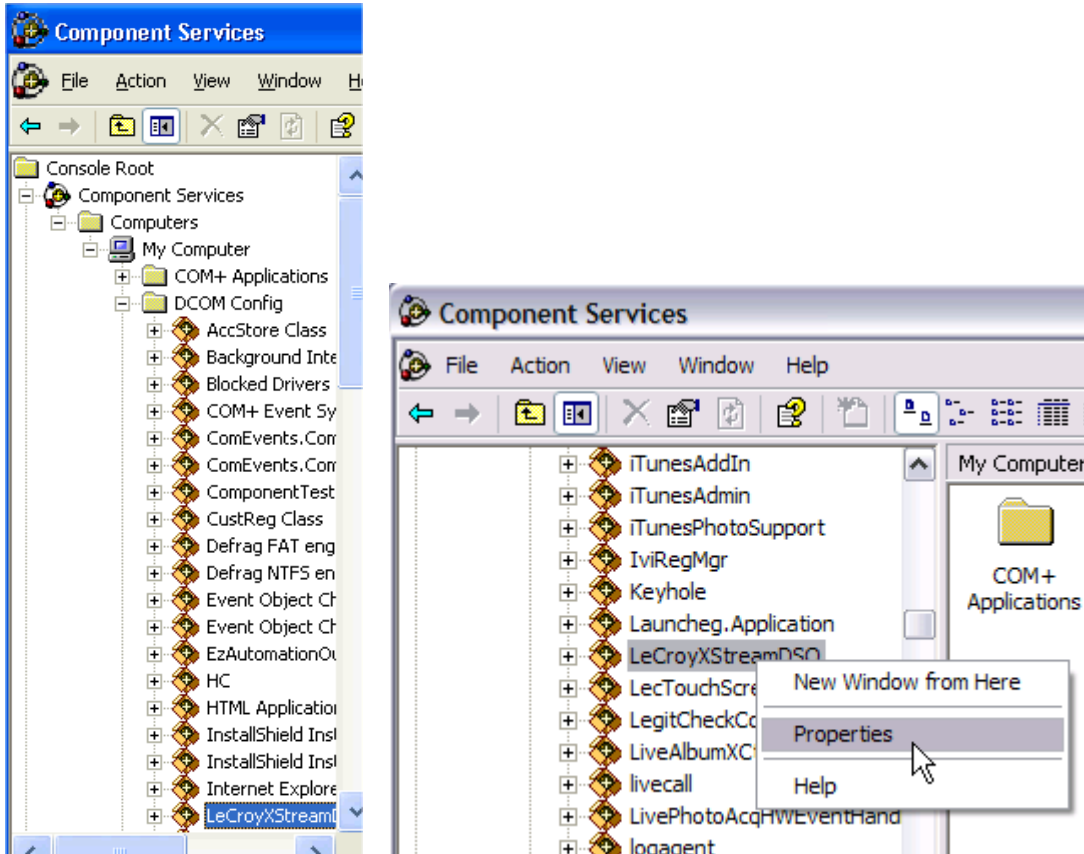 Component Services
File Action View Window H
Console Root
Component Services
Computers
My Computer
COM+ Applications
DCOM Config
AccStore Class
Background Inte
Blocked Drivers
COM+ Event Sy
ComEvents.Com
ComEvents.Com
ComponentTest
CustReg Class
Defrag FAT eng
Defrag NTFS en
Event Object Ch
Event Object Ch
EzAutomationOu
HC
HTML Application
InstallShield Inst
InstallShield Inst
Internet Explore
LeCroyXStreamD
Component Services
File Action View Window Help
iTunesAddIn
iTunesAdmin
iTunesPhotoSupport
IviRegMgr
Keyhole
Launcheg.Application
LeCroyXStreamDSO
LecTouchScre
LegitCheckCo
LiveAlbumXC
livecall
LivePhotoAcqHWEventHand
logagent
New Window from Here
Properties
Help
My Computer
COM+
Applications